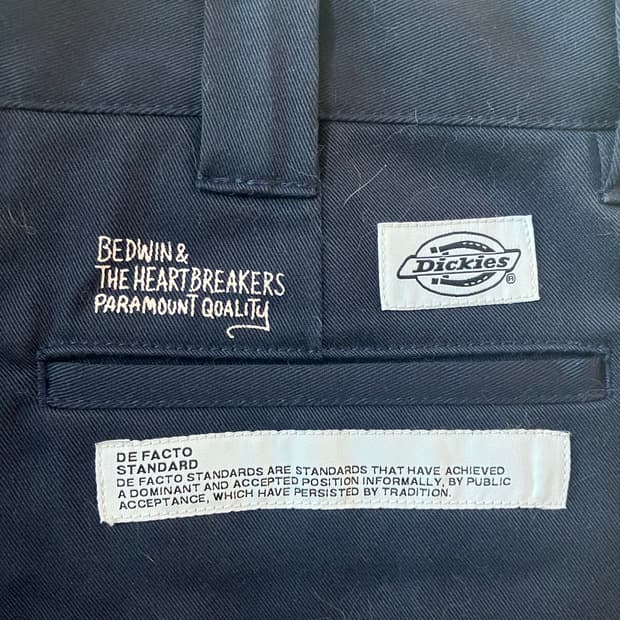 BEDWIN &
THE HEARTBREAKERS
PARAMOUNT QUALITY
Dickies
®
DE FACTO
STANDARD
DE FACTO STANDARDS ARE STANDARDS THAT HAVE ACHIEVED
A DOMINANT AND ACCEPTED POSITION INFORMALLY, BY PUBLIC
ACCEPTANCE, WHICH HAVE PERSISTED BY TRADITION.